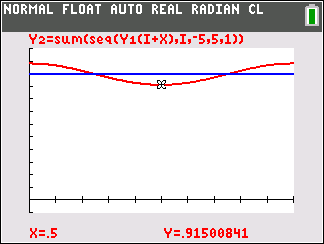 NORMAL FLOAT AUTO REAL RADIAN CL
Y2=sum(seq(Y1(I+X),I,-5,5,1))
X=.5 Y=.91500841